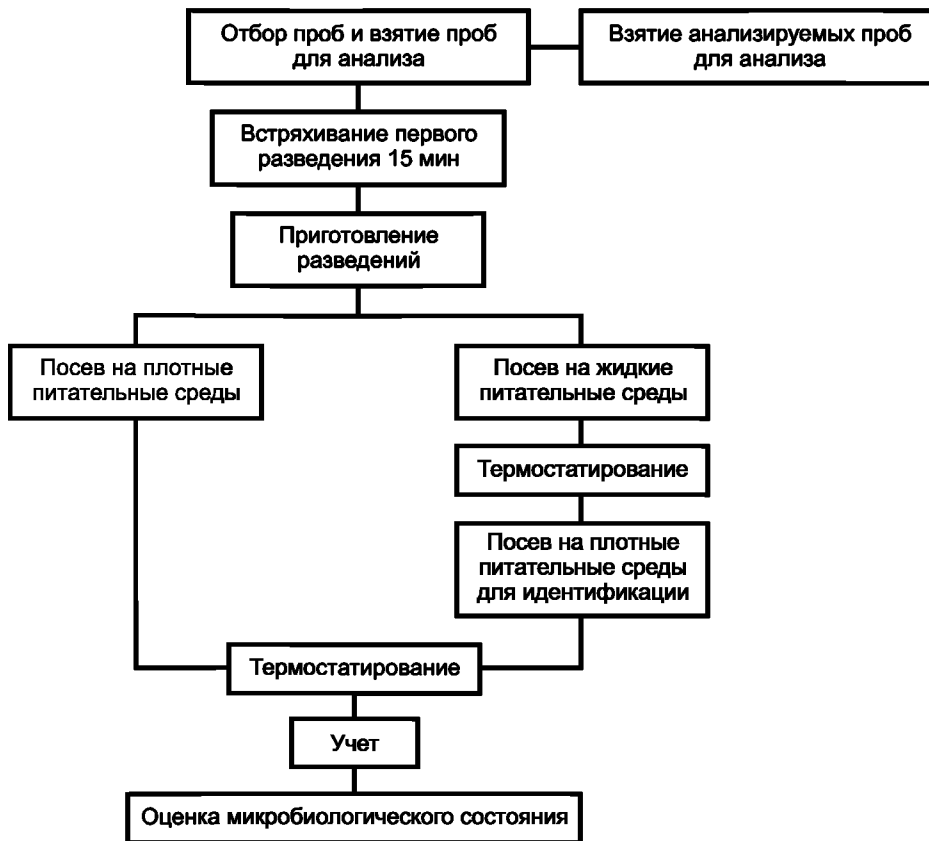 Отбор проб и взятие проб
для анализа
Взятие анализируемых проб
для анализа
Встряхивание первого
разведения 15 мин
Приготовление
разведений
Посев на плотные
питательные среды
Посев на жидкие
питательные среды
Термостатирование
Посев на плотные
питательные среды
для идентификации
Термостатирование
Учет
Оценка микробиологического состояния